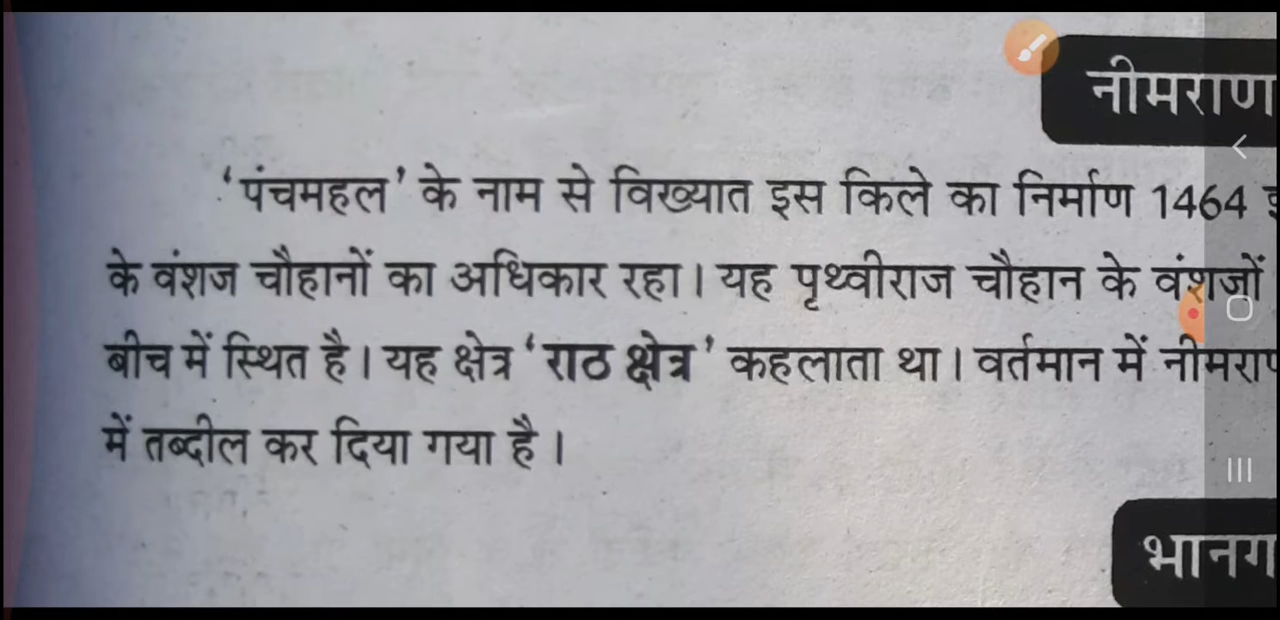 नीमराण
'पंचमहल' के नाम से विख्यात इस किले का निर्माण 1464
के वंशज चौहानों का अधिकार रहा। यह पृथ्वीराज चौहान के वंशजों
बीच में स्थित है। यह क्षेत्र 'राठ क्षेत्र' कहलाता था। वर्तमान में नीमरा
में तब्दील कर दिया गया है।
भानग